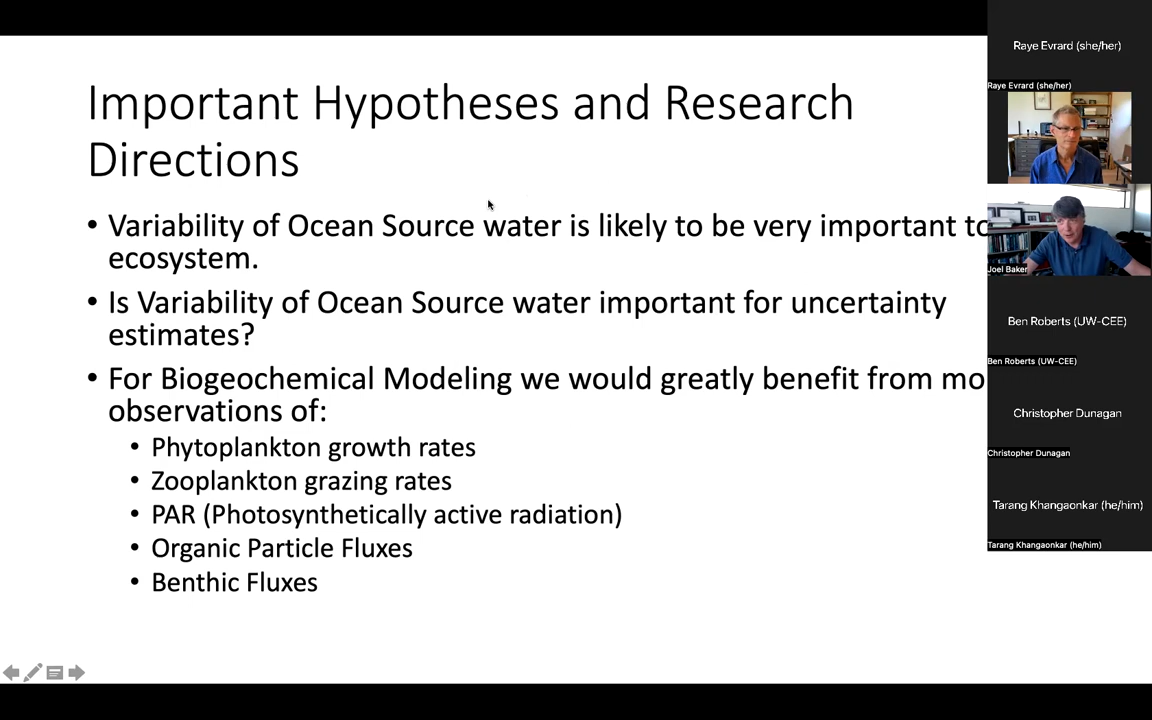 Important Hypotheses and Research
Directions
• Variability of Ocean Source water is likely to be very important to
ecosystem.
• Is Variability of Ocean Source water important for uncertainty
estimates?
• For Biogeochemical Modeling we would greatly benefit from
observations of:
• Phytoplankton growth rates
• Zooplankton grazing rates
• PAR (Photosynthetically active radiation)
• Organic Particle Fluxes
• Benthic Fluxes
Raye Evrard (she/her)
Raye Evrard (she/her)
Joel Baker
Ben Roberts (UW-CEE)
Ben Roberts (UW-CEE)
Christopher Dunagan
Christopher Dunagan
Tarang Khangaonkar (he/him)
Tarang Khangaonkar (he/him)